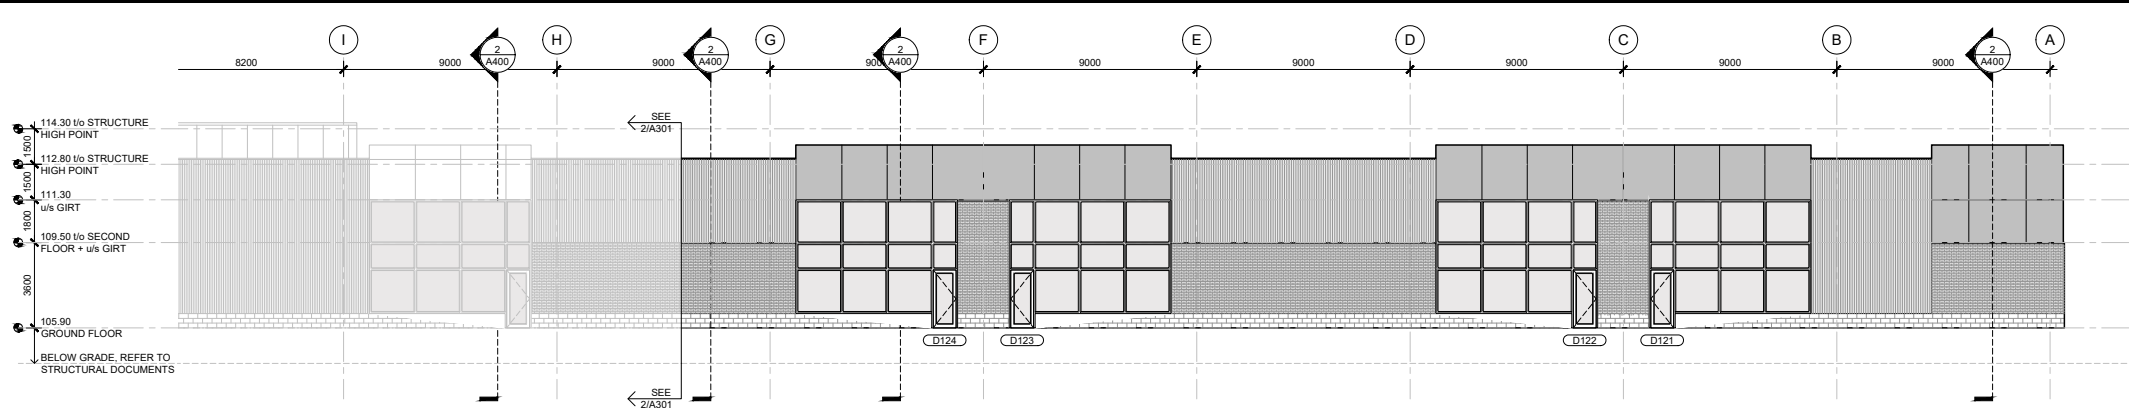 I
H
G
F
E
D
C
B
A
2
A400
2
A400
2
A400
2
A400
8200
9000
9000
9000
9000
9000
9000
9000
9000
SEE
2/A301
114.30 t/o STRUCTURE
HIGH POINT
1500
112.80 t/o STRUCTURE
HIGH POINT
1500
111.30
u/s GIRT
1800
109.50 t/o SECOND
FLOOR + u/s GIRT
3600
105.90
GROUND FLOOR
BELOW GRADE, REFER TO
STRUCTURAL DOCUMENTS
D124
D123
D122
D121
SEE
2/A301